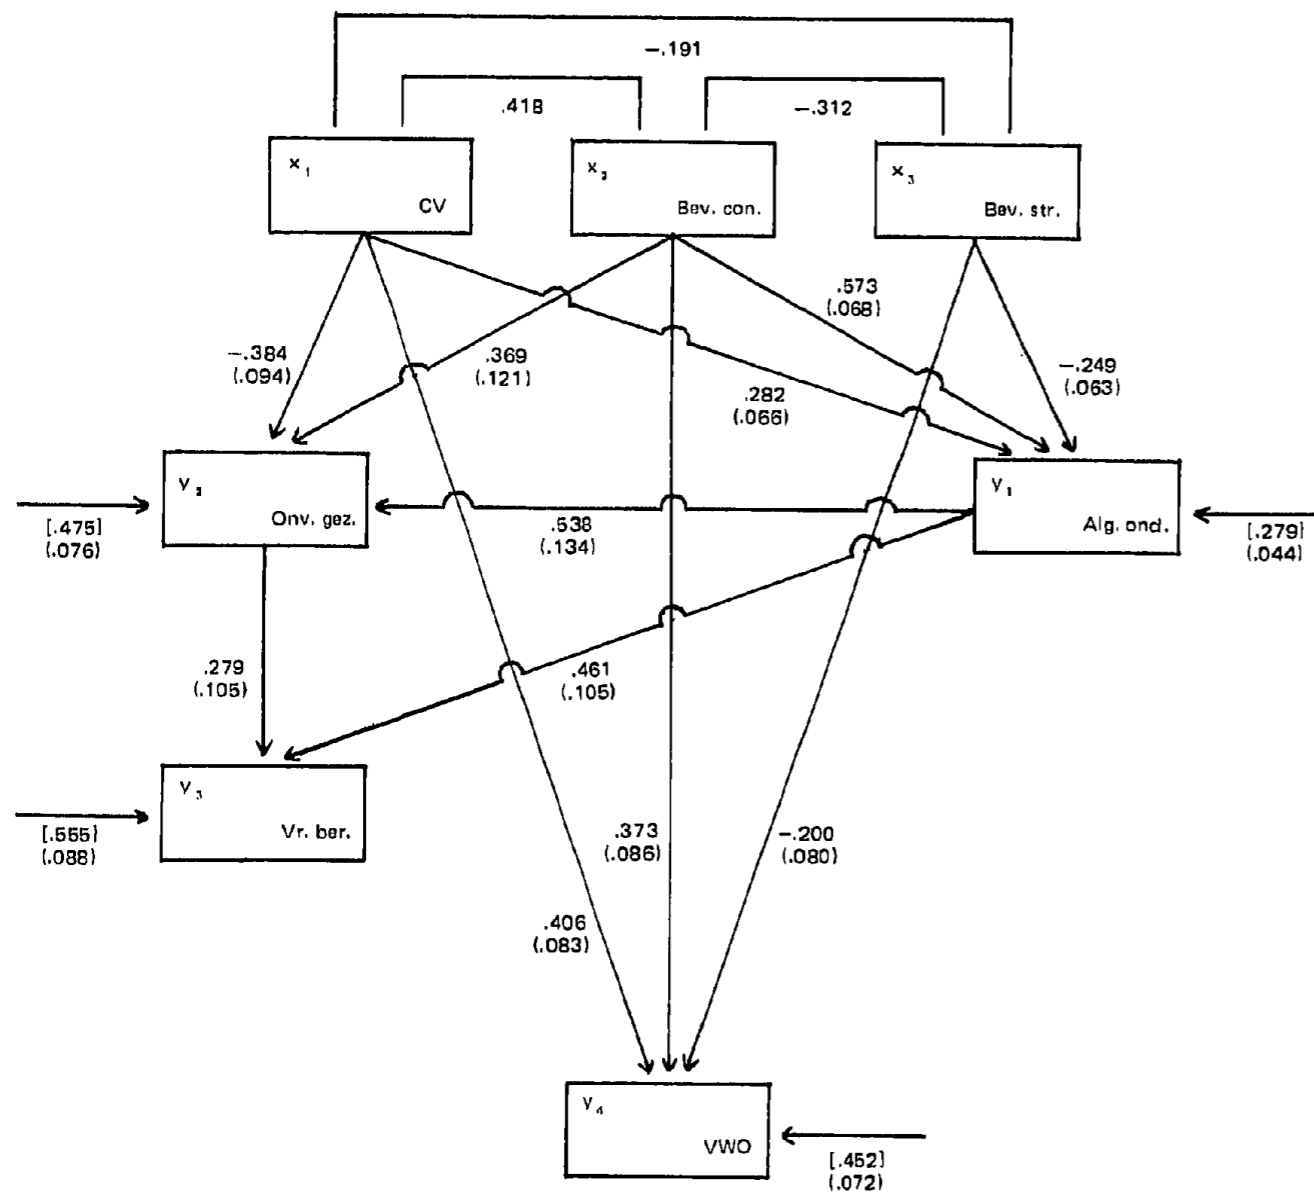 −.191
.418
−.312
x₁
CV
x₂
Bev. con.
x₃
Bev. str.
.573
(.068)
−.384
(.094)
.369
(.121)
.282
(.066)
−.249
(.063)
y₂
Onv. gez.
y₁
Alg. ond.
[.475]
(.076)
.538
(.134)
[.279]
(.044)
.279
(.105)
.461
(.105)
y₃
Vr. ber.
[.555]
(.088)
.373
(.086)
−.200
(.080)
.406
(.083)
y₄
VWO
[.452]
(.072)